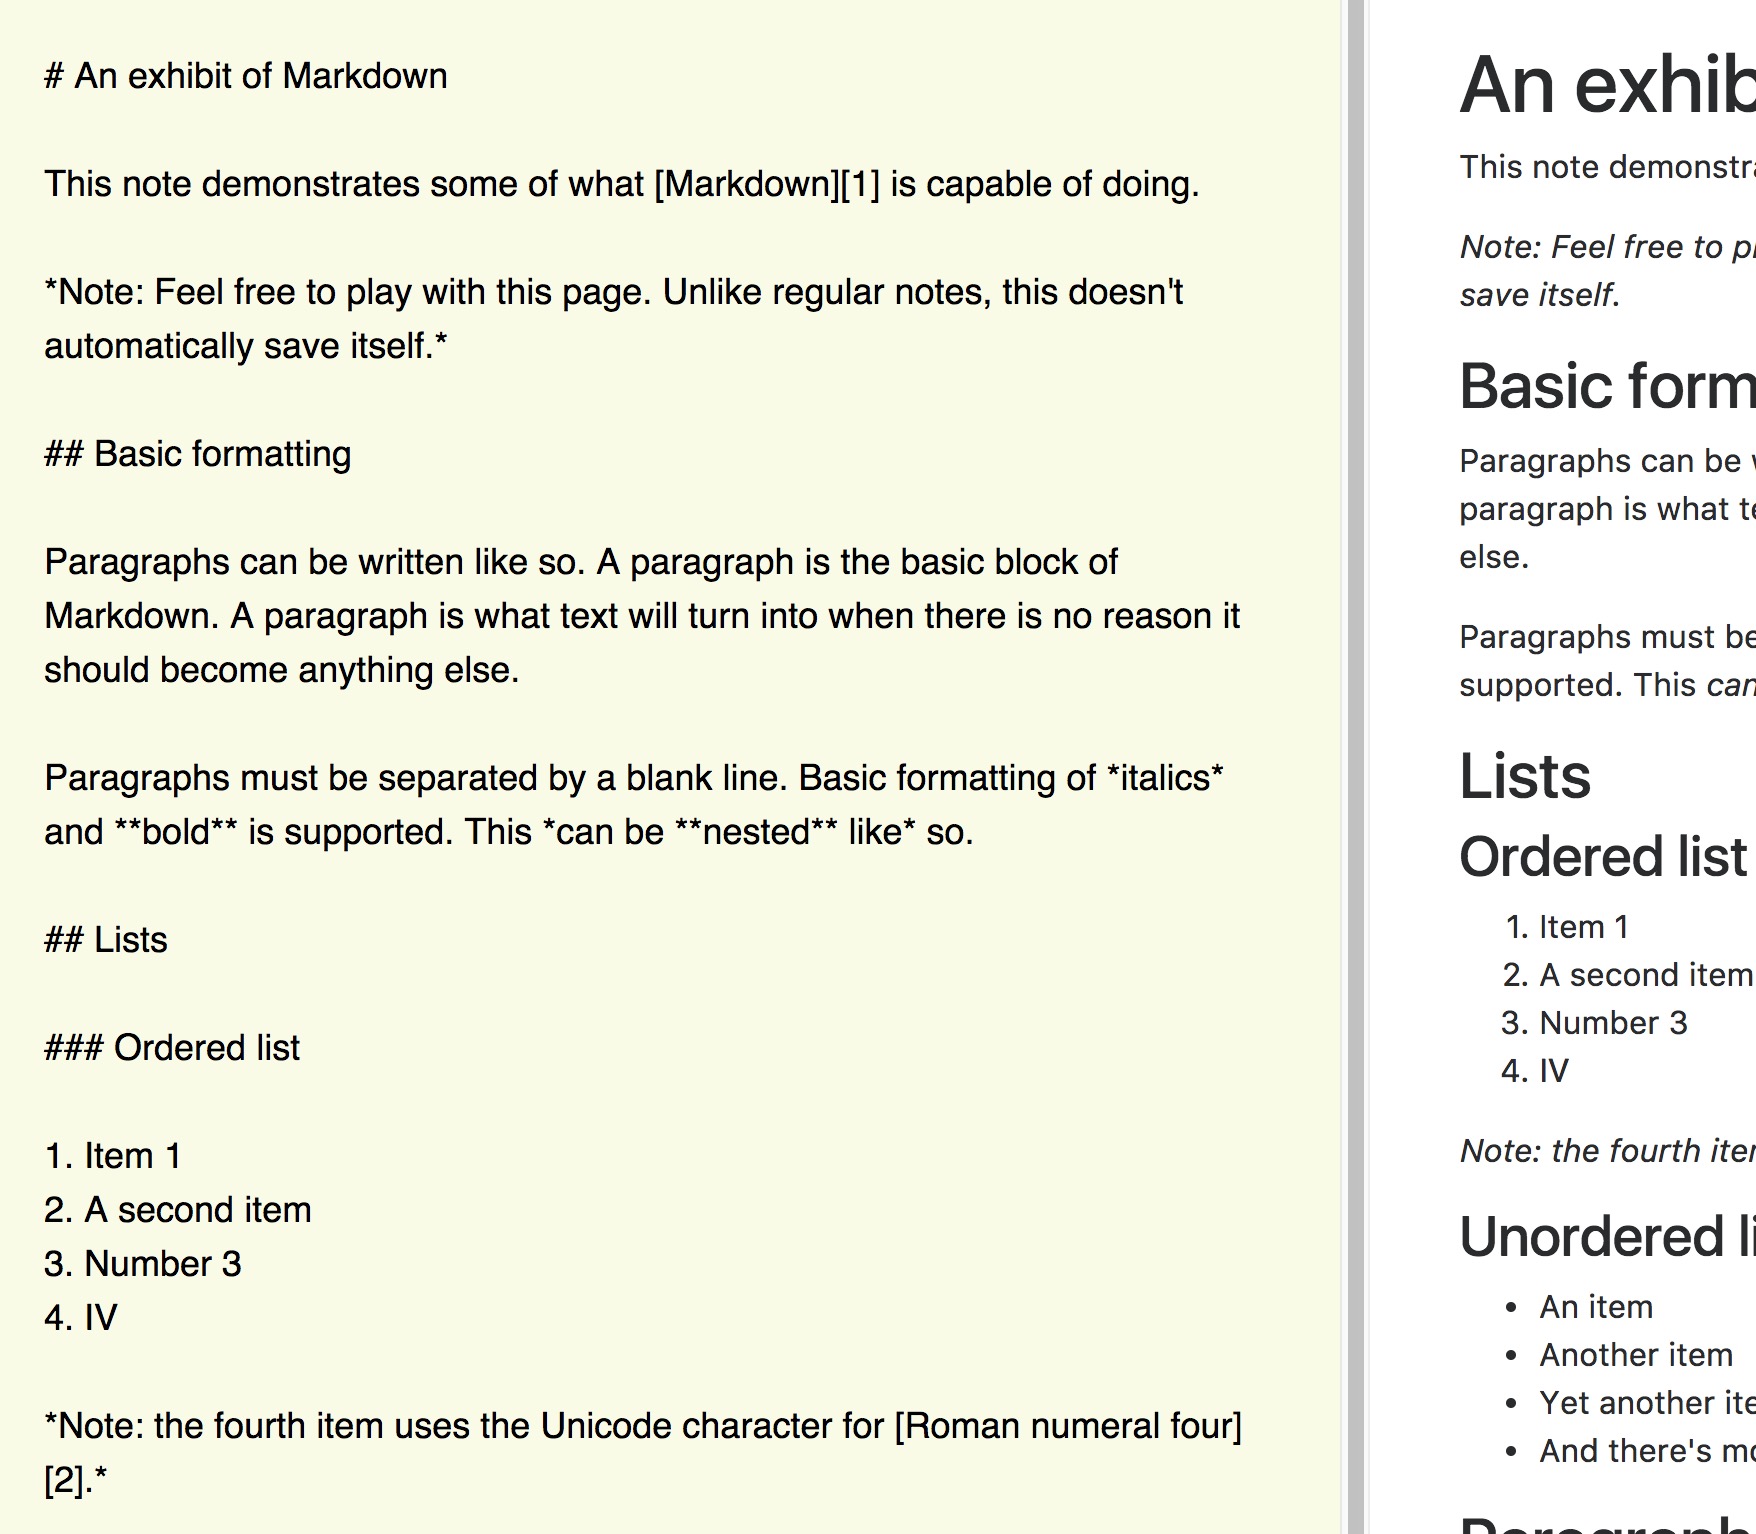 # An exhibit of Markdown
This note demonstrates some of what [Markdown][1] is capable of doing.
*Note: Feel free to play with this page. Unlike regular notes, this doesn't
automatically save itself.*
## Basic formatting
Paragraphs can be written like so. A paragraph is the basic block of
Markdown. A paragraph is what text will turn into when there is no reason it
should become anything else.
Paragraphs must be separated by a blank line. Basic formatting of *italics*
and **bold** is supported. This *can be **nested** like* so.
## Lists
### Ordered list
1. Item 1
2. A second item
3. Number 3
4. Ⅳ
*Note: the fourth item uses the Unicode character for [Roman numeral four]
[2].*
An exhib
This note demonstra
Note: Feel free to
save itself.
Basic form
Paragraphs can be
paragraph is what
else.
Paragraphs must be
supported. This can
Lists
Ordered list
1. Item 1
2. A second item
3. Number 3
4. Ⅳ
Note: the fourth
Unordered
• An item
• Another item
• Yet another
• And there's
Paragraph